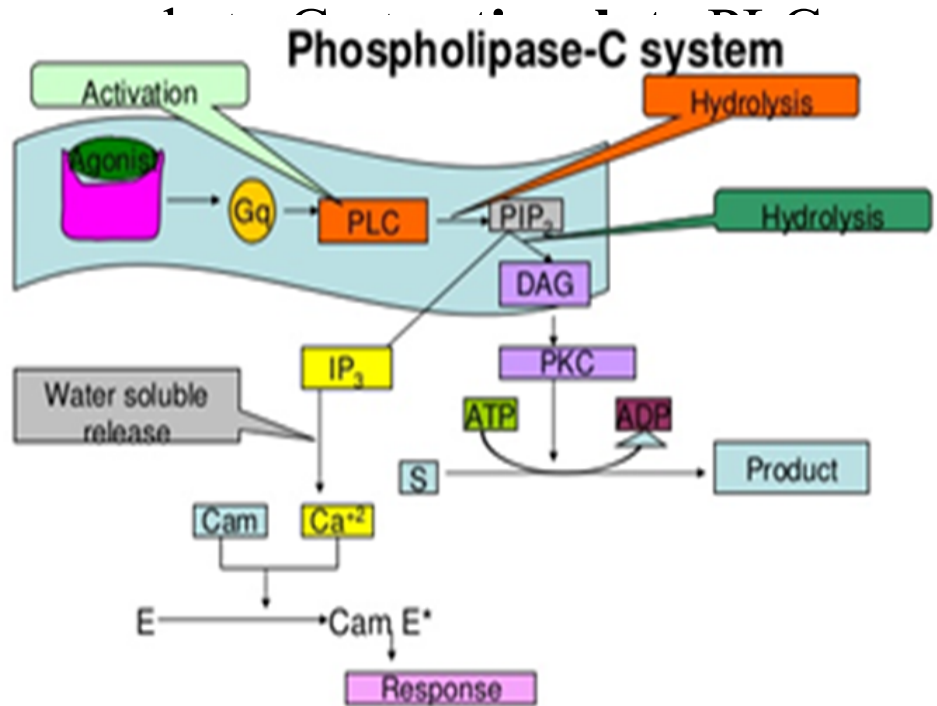 Phospholipase-C system
Activation
Hydrolysis
Agonist
Gq
PLC
PIP₂
Hydrolysis
DAG
IP₃
PKC
Water soluble
release
ATP
ADP
S
Product
Cam
Ca⁺²
E
Cam E*
Response